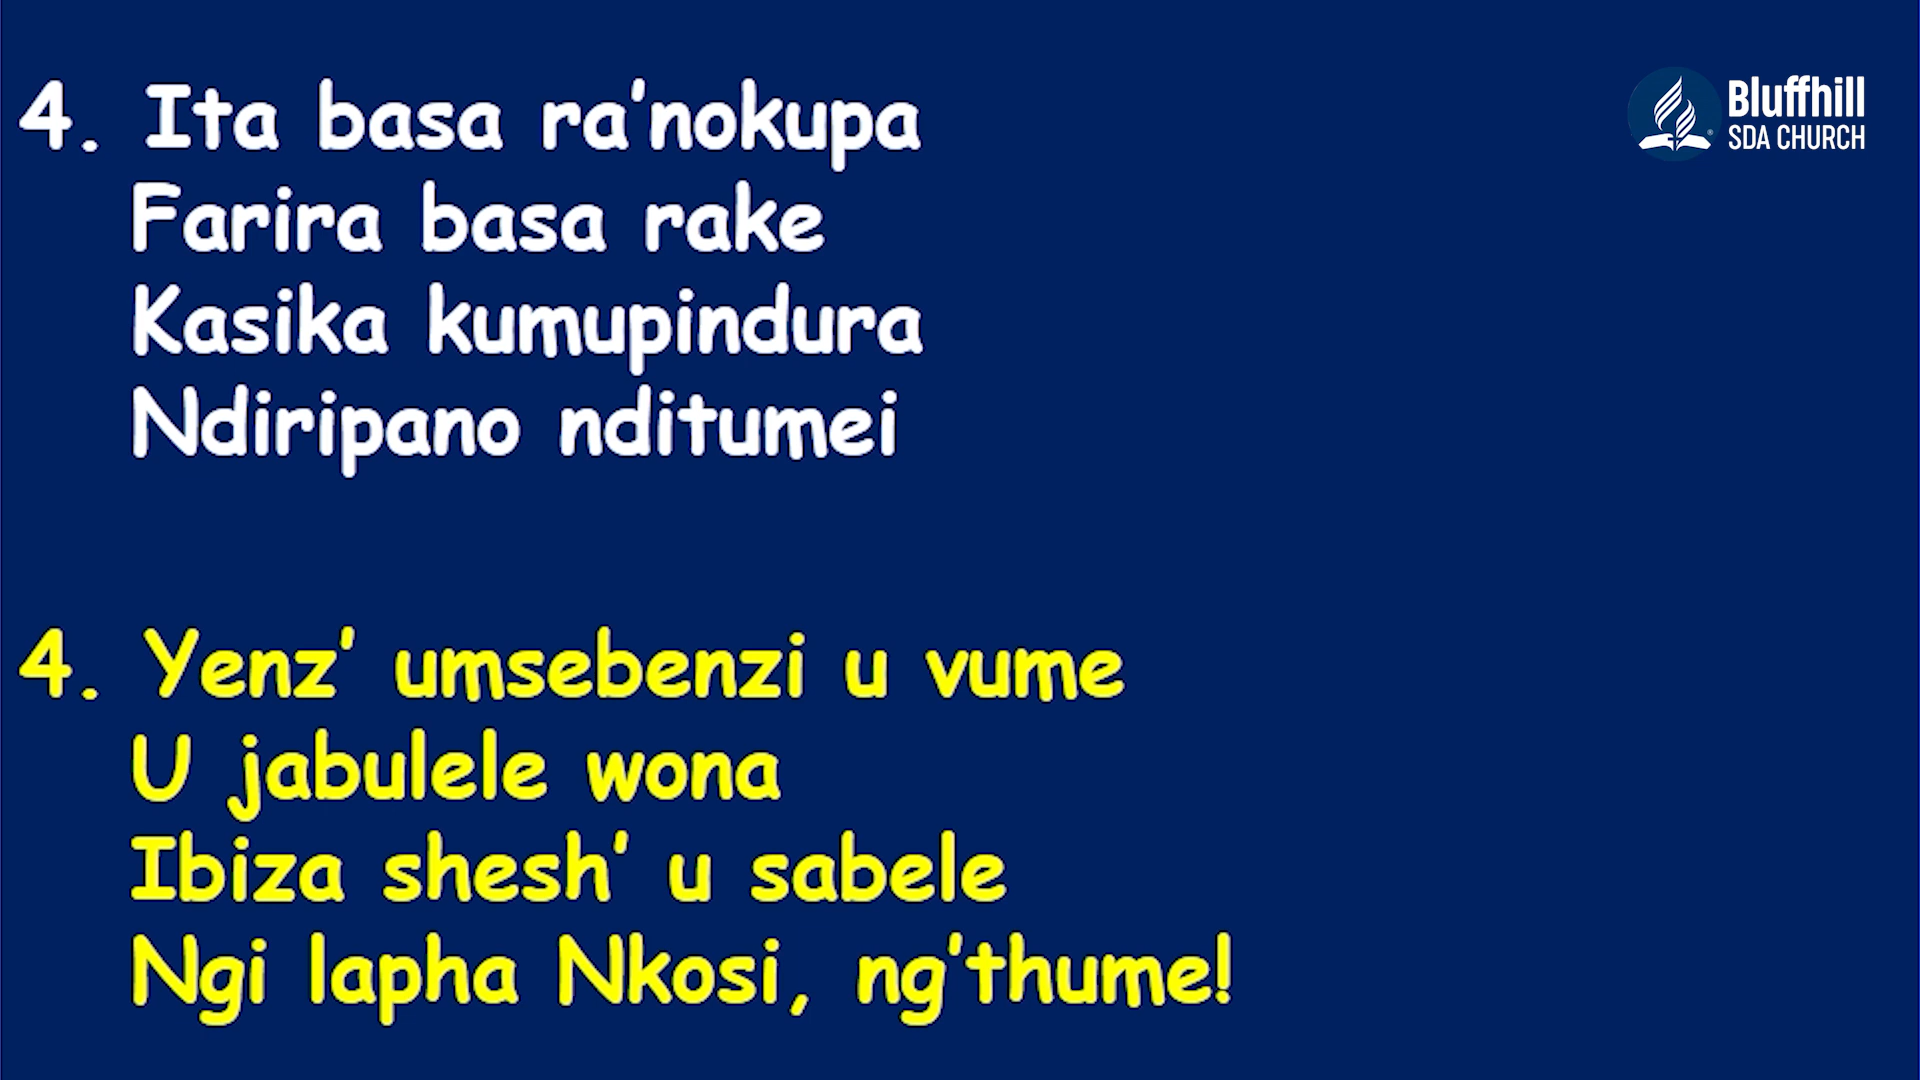 4. Ita basa ra'nokupa
Farira basa rake
Kasika kumupindura
Ndiripano nditumei
Bluffhill
SDA CHURCH
4. Yenz' umsebenzi u vume
U jabulele wona
Ibiza shesh' u sabele
Ngi lapha Nkosi, ng'thume!